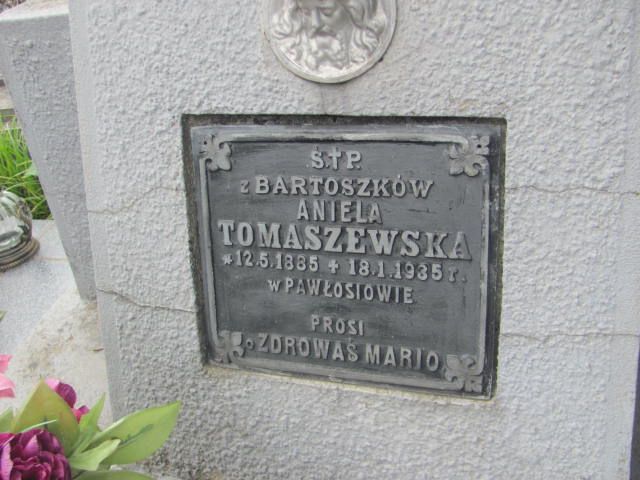 Ś.✝P.
z BARTOSZKÓW
ANIELA
TOMASZEWSKA
* 12.5.1885 + 18.1.1935 r.
w PAWŁOSIOWIE
PROSI
o ZDROWAŚ MARIO